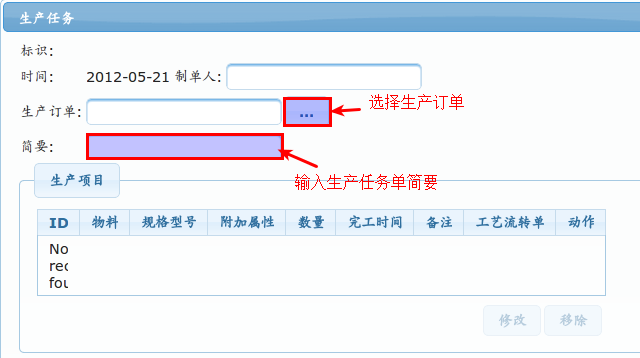 生产任务
标识:
时间: 2012-05-21 制单人:
生产订单: ... 选择生产订单
简要:
输入生产任务单简要
生产项目
ID 物料 规格型号 附加属性 数量 完工时间 备注 工艺流转单 动作
No
rec
fou
修改 移除